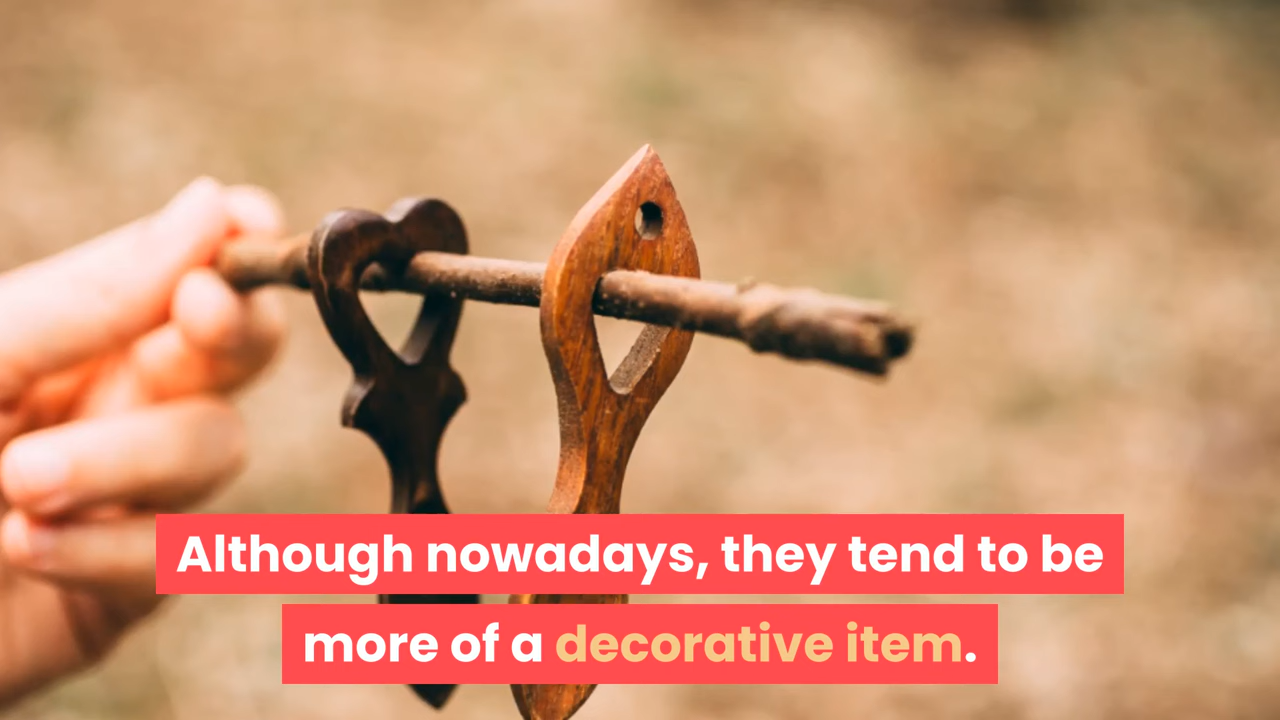 Although nowadays, they tend to be
more of a decorative item.